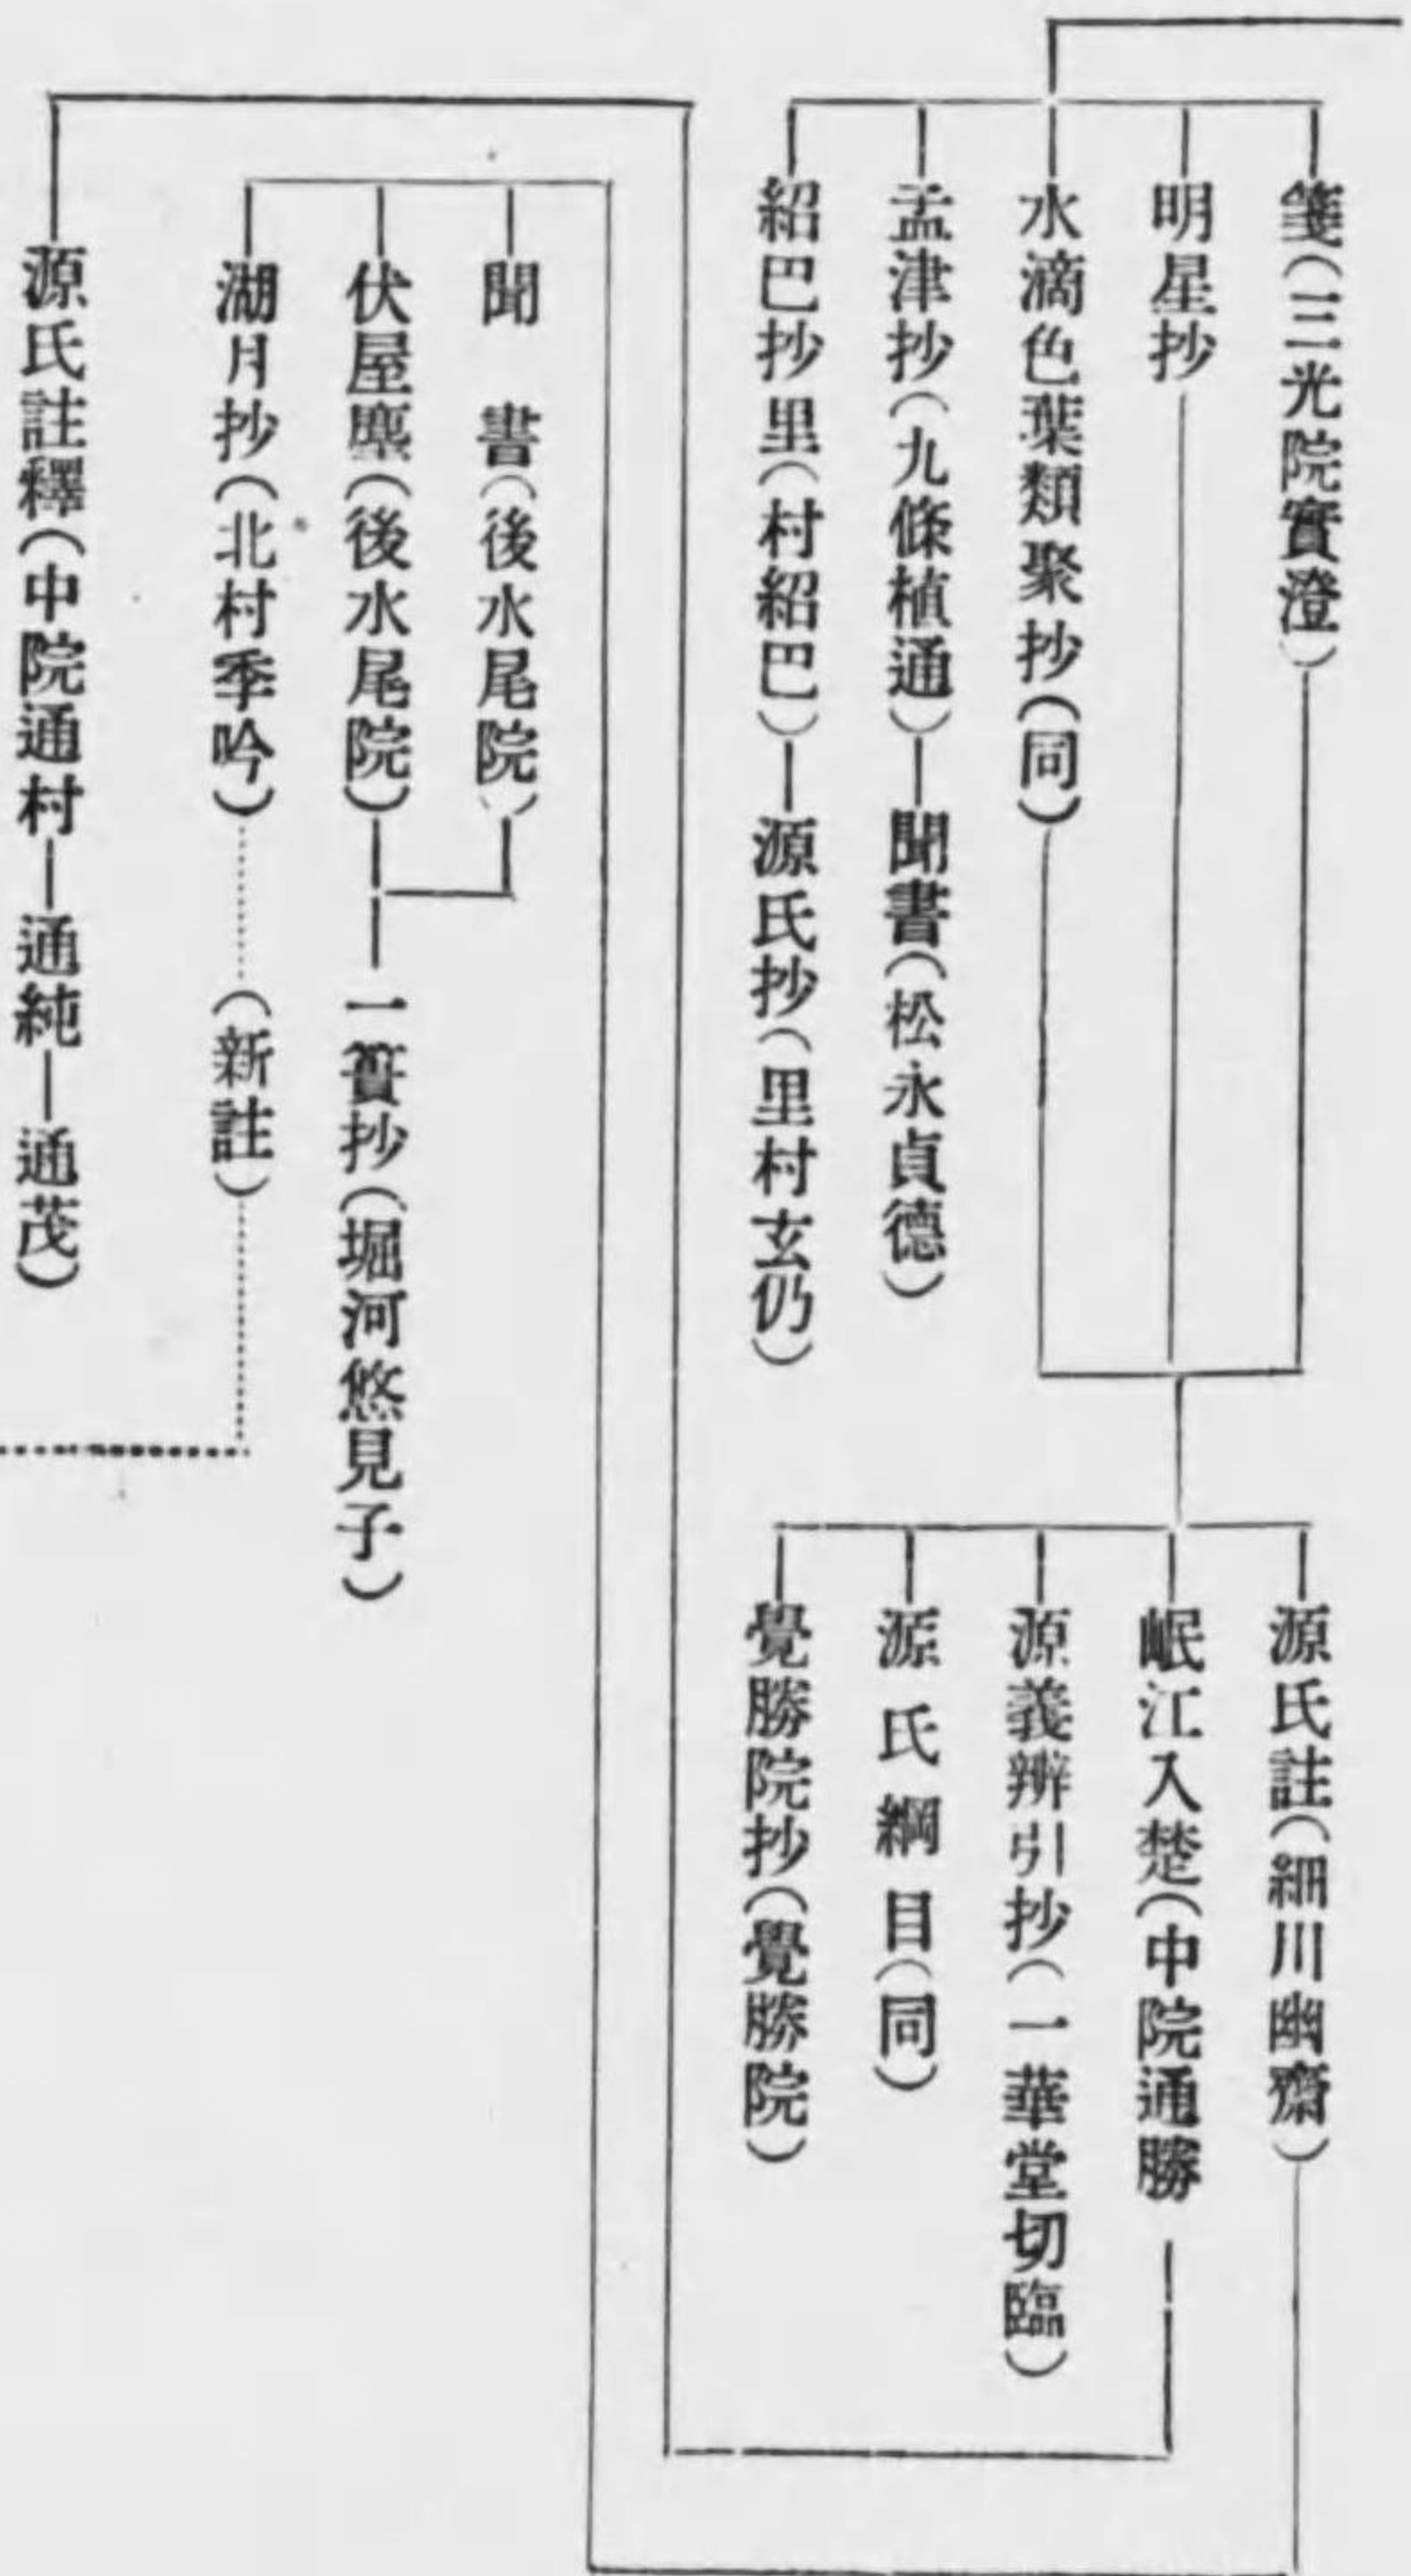 箋(三光院實澄)
明星抄
水滴色葉類聚抄(同)
孟津抄(九條植通)―聞書(松永貞德)
紹巴抄里(村紹巴)―源氏抄(里村玄仍)
源氏註(細川幽齋)
岷江入楚(中院通勝
源義辨引抄(一華堂切臨)
源氏綱目(同)
覺勝院抄(覺勝院)
聞書(後水尾院)
伏屋塵(後水尾院)―一簣抄(堀河悠見子)
湖月抄(北村季吟)………(新註)………
源氏註釋(中院通村―通純―通茂)